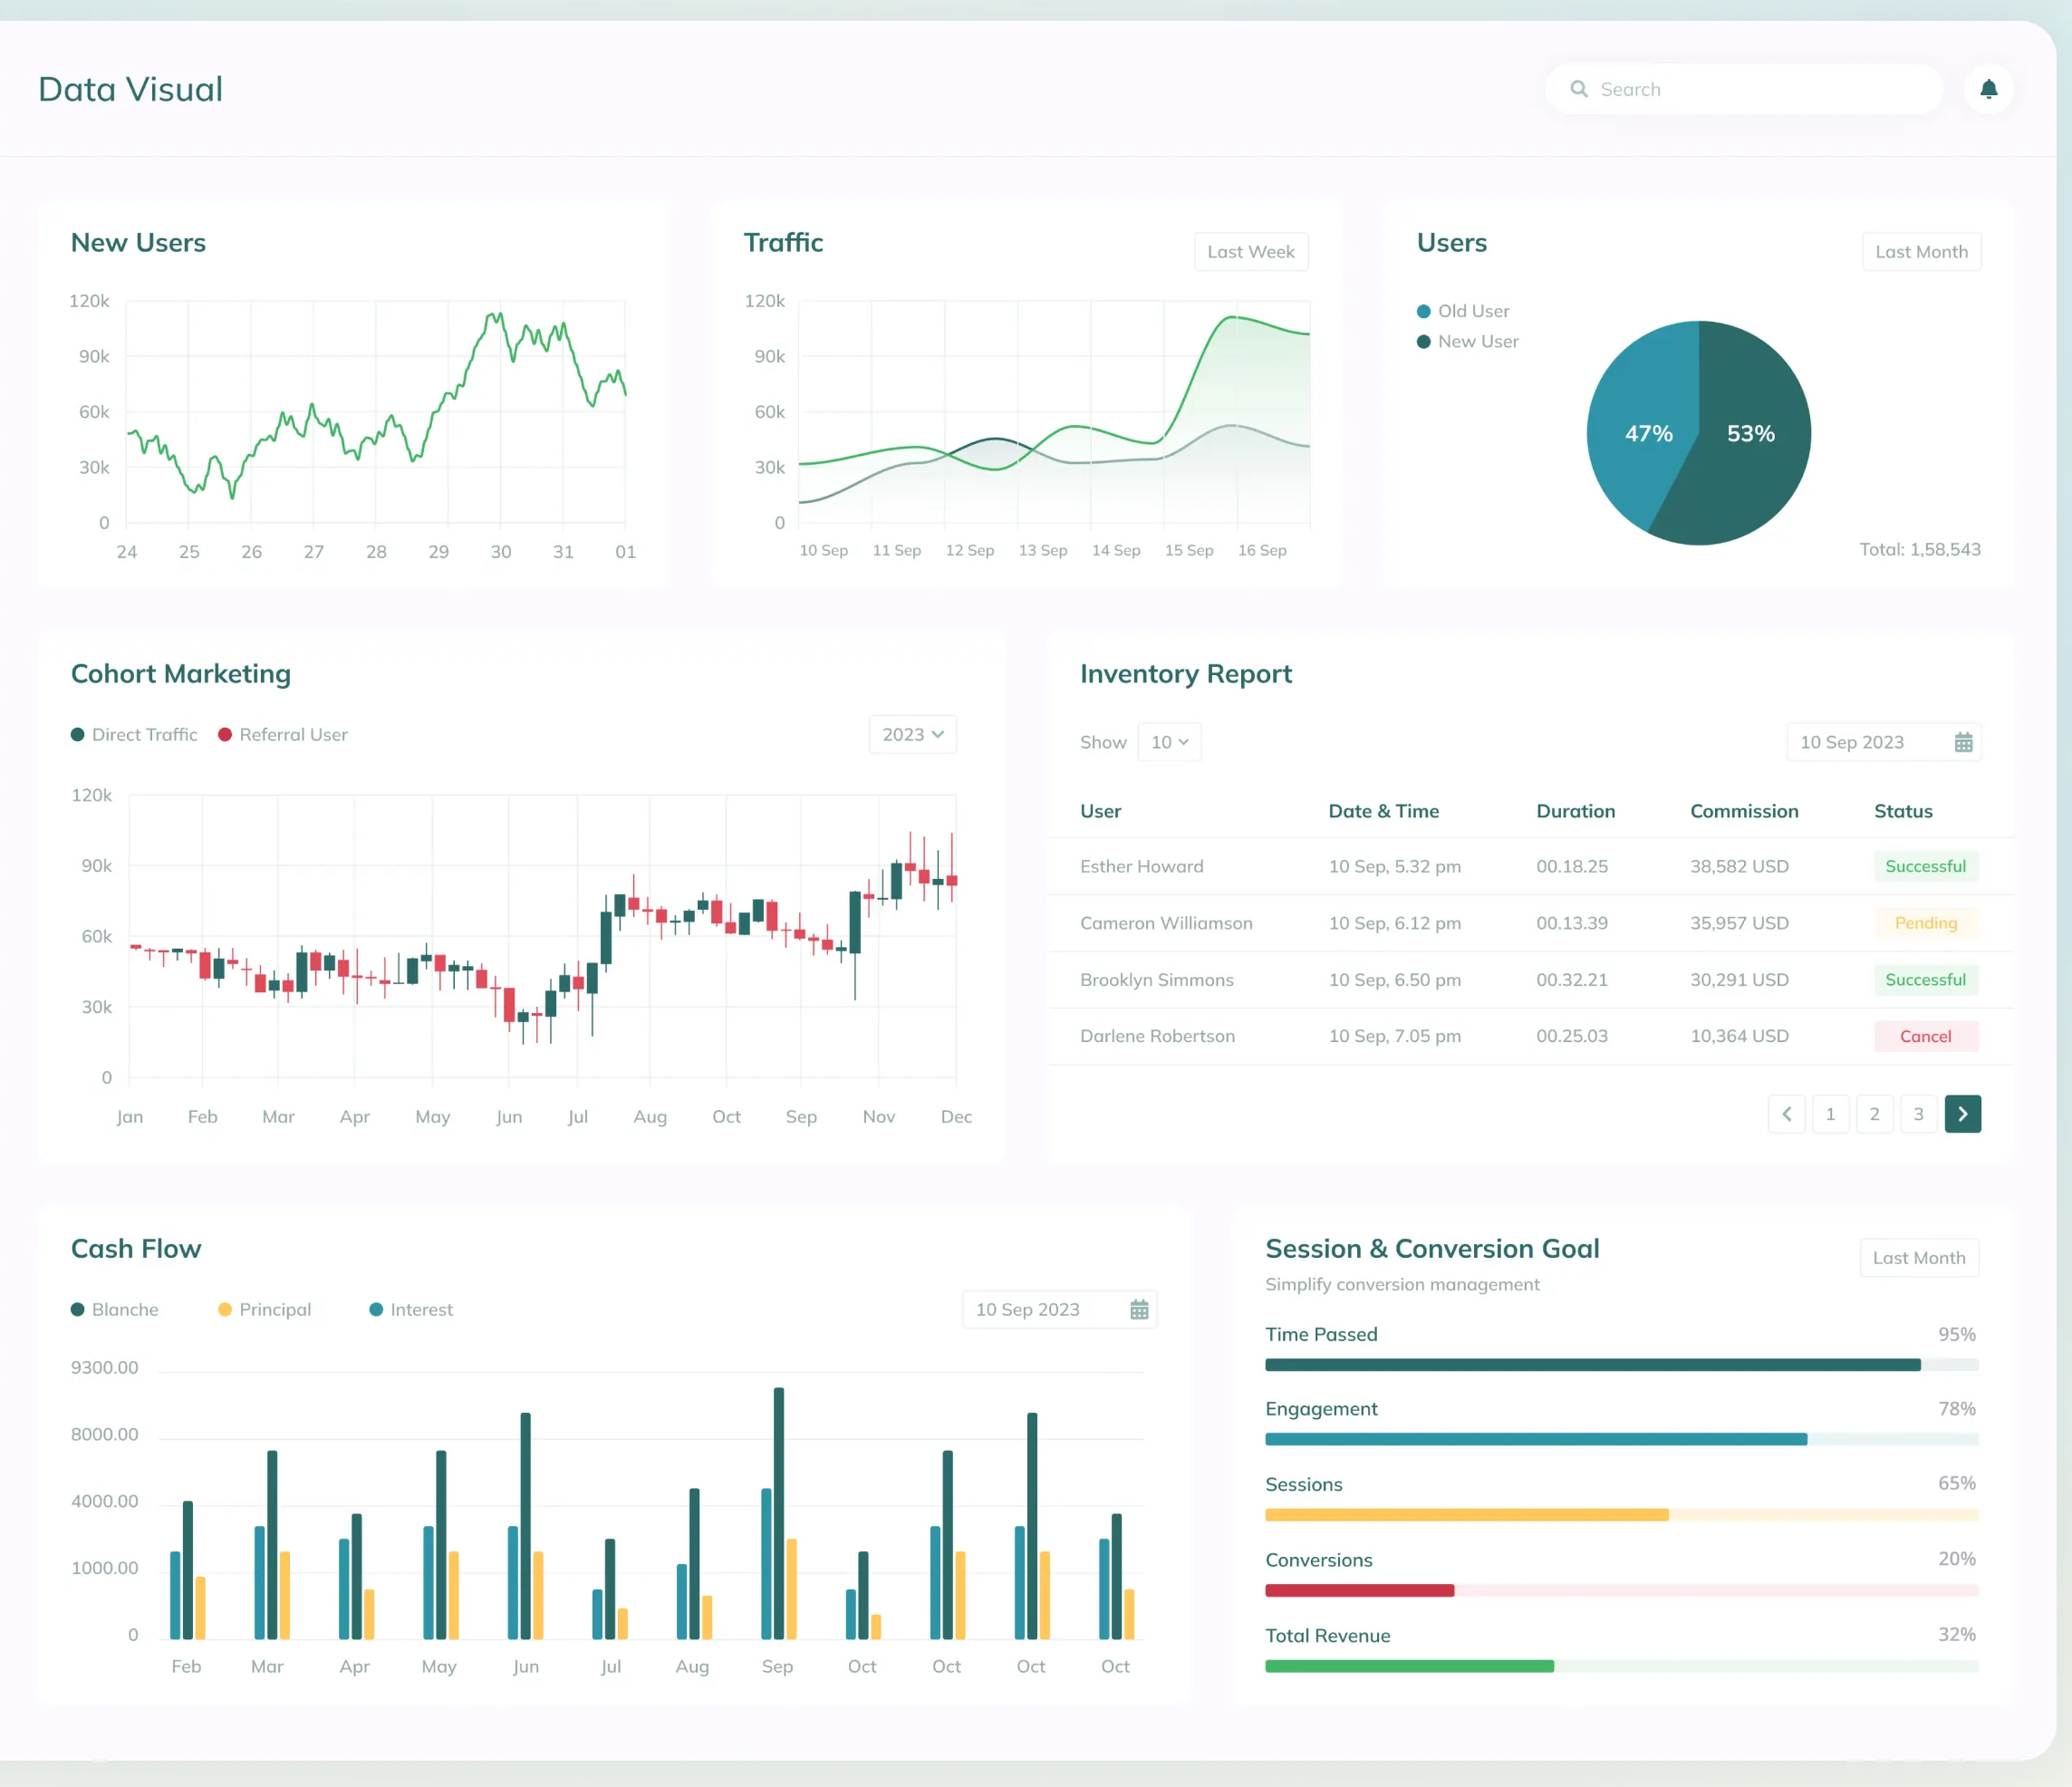 Data Visual
Search
New Users
120k
90k
60k
30k
0
24 25 26 27 28 29 30 31 01
Traffic
Last Week
120k
90k
60k
30k
0
10 Sep 11 Sep 12 Sep 13 Sep 14 Sep 15 Sep 16 Sep
Users
Last Month
Old User
New User
47% 53%
Total: 1,58,543
Cohort Marketing
Direct Traffic Referral User
2023
120k
90k
60k
30k
0
Jan Feb Mar Apr May Jun Jul Aug Oct Sep Nov Dec
Inventory Report
Show 10
10 Sep 2023
User Date & Time Duration Commission Status
Esther Howard 10 Sep, 5.32 pm 00.18.25 38,582 USD Successful
Cameron Williamson 10 Sep, 6.12 pm 00.13.39 35,957 USD Pending
Brooklyn Simmons 10 Sep, 6.50 pm 00.32.21 30,291 USD Successful
Darlene Robertson 10 Sep, 7.05 pm 00.25.03 10,364 USD Cancel
1 2 3
Cash Flow
Blanche Principal Interest
10 Sep 2023
9300.00
8000.00
4000.00
1000.00
0
Feb Mar Apr May Jun Jul Aug Sep Oct Oct Oct Oct
Session & Conversion Goal
Last Month
Simplify conversion management
Time Passed 95%
Engagement 78%
Sessions 65%
Conversions 20%
Total Revenue 32%